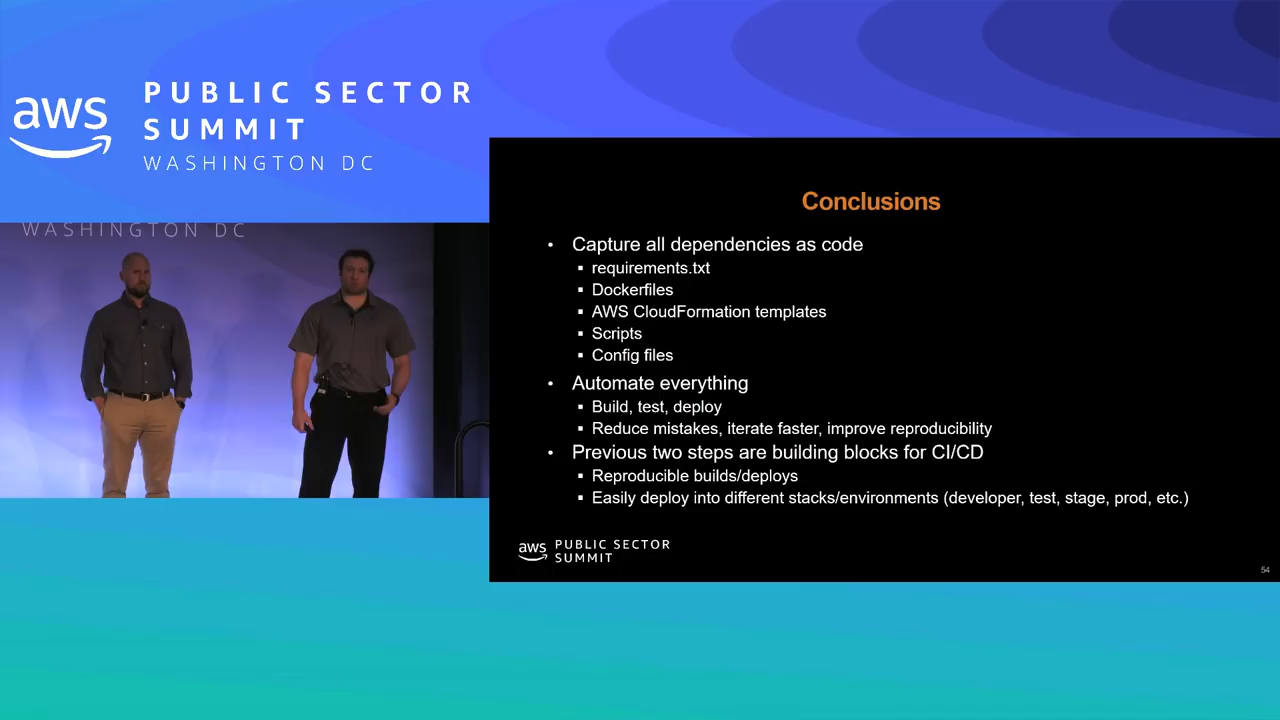 aws
PUBLIC SECTOR
SUMMIT
WASHINGTON DC
WASHINGTON DC
Conclusions
• Capture all dependencies as code
▪ requirements.txt
▪ Dockerfiles
▪ AWS CloudFormation templates
▪ Scripts
▪ Config files
• Automate everything
▪ Build, test, deploy
▪ Reduce mistakes, iterate faster, improve reproducibility
• Previous two steps are building blocks for CI/CD
▪ Reproducible builds/deploys
▪ Easily deploy into different stacks/environments (developer, test, stage, prod, etc.)
aws PUBLIC SECTOR
SUMMIT
54